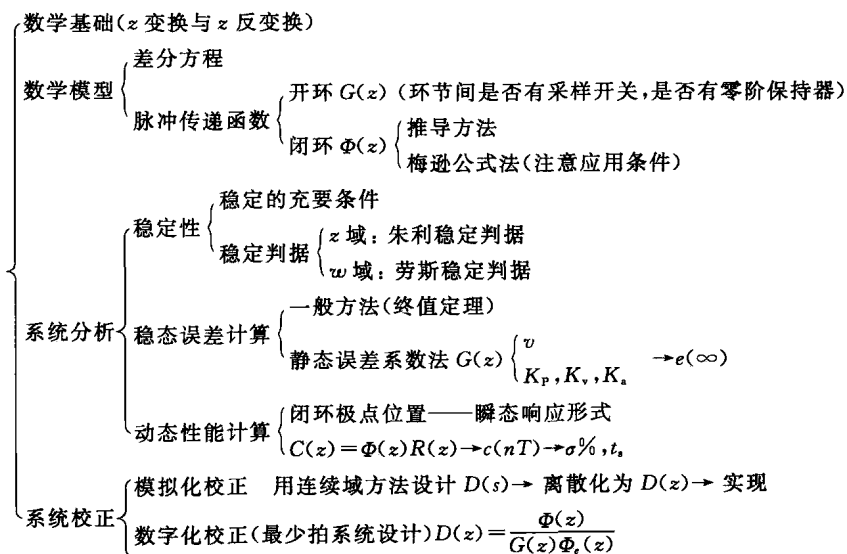 数学基础(z 变换与 z 反变换)
数学模型
差分方程
脉冲传递函数
开环 G(z) (环节间是否有采样开关,是否有零阶保持器)
闭环 Φ(z)
推导方法
梅逊公式法(注意应用条件)
系统分析
稳定性
稳定的充要条件
稳定判据
z 域: 朱利稳定判据
w 域: 劳斯稳定判据
稳态误差计算
一般方法(终值定理)
静态误差系数法 G(z)
v
Kₚ,Kᵥ,Kₐ
→e(∞)
动态性能计算
闭环极点位置——瞬态响应形式
C(z)=Φ(z)R(z)→c(nT)→σ%,tₛ
系统校正
模拟化校正 用连续域方法设计 D(s)→ 离散化为 D(z)→ 实现
数字化校正(最少拍系统设计)D(z)=Φ(z)/G(z)Φₑ(z)